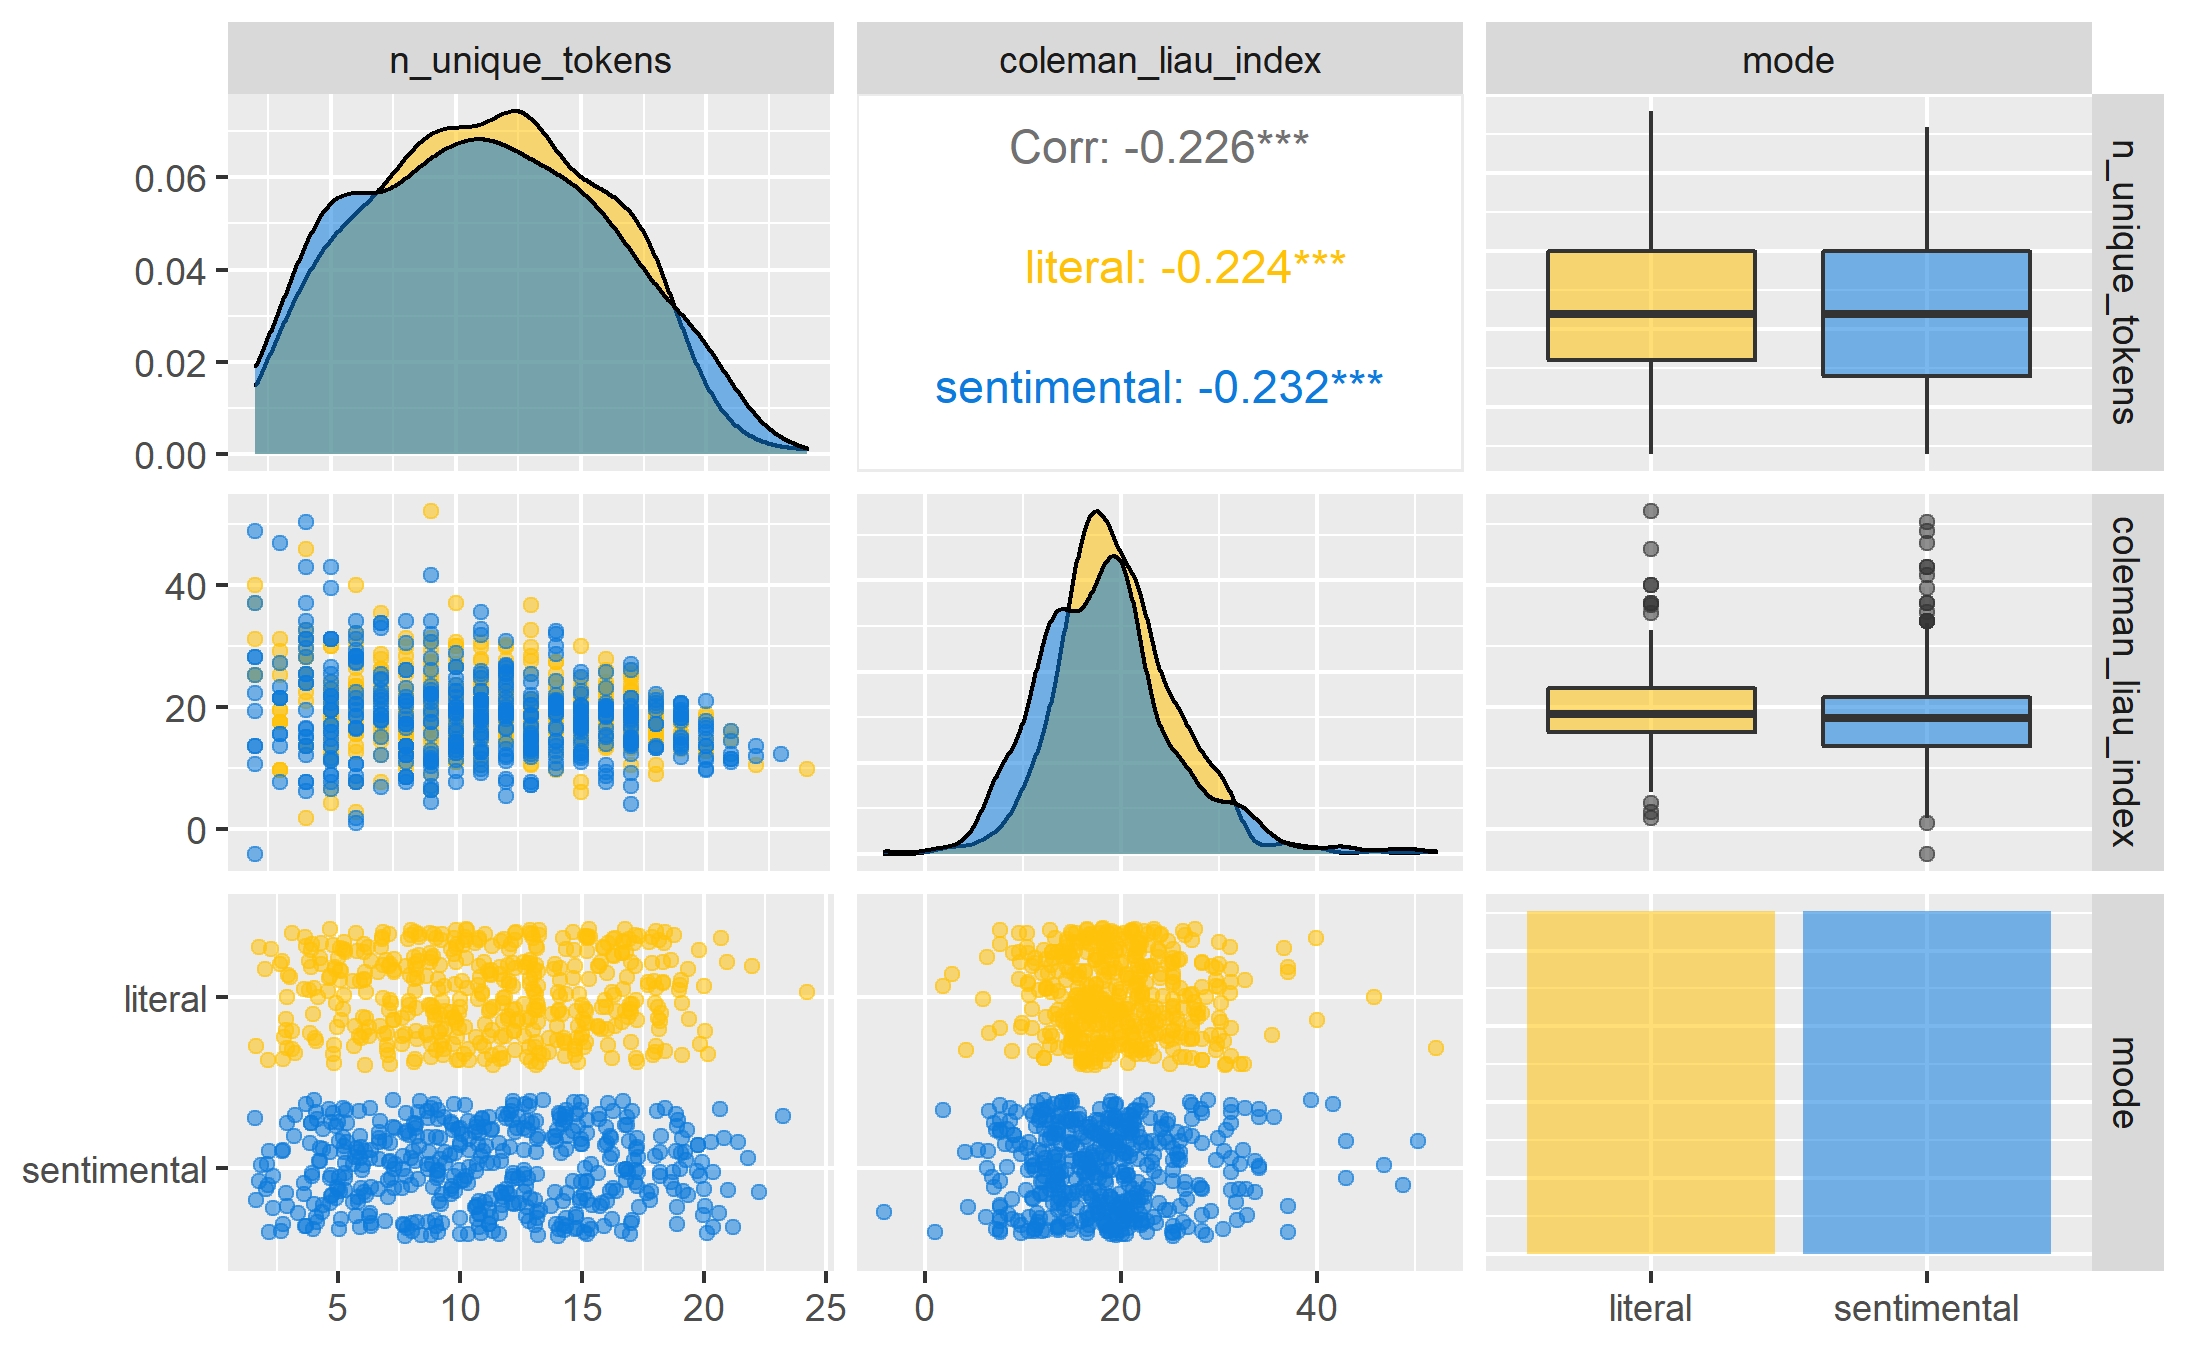 n_unique_tokens
coleman_liau_index
mode
0.06
0.04
0.02
0.00
Corr: -0.226***
literal: -0.224***
sentimental: -0.232***
n_unique_tokens
40
20
0
coleman_liau_index
literal
sentimental
mode
5 10 15 20 25
0 20 40
literal sentimental